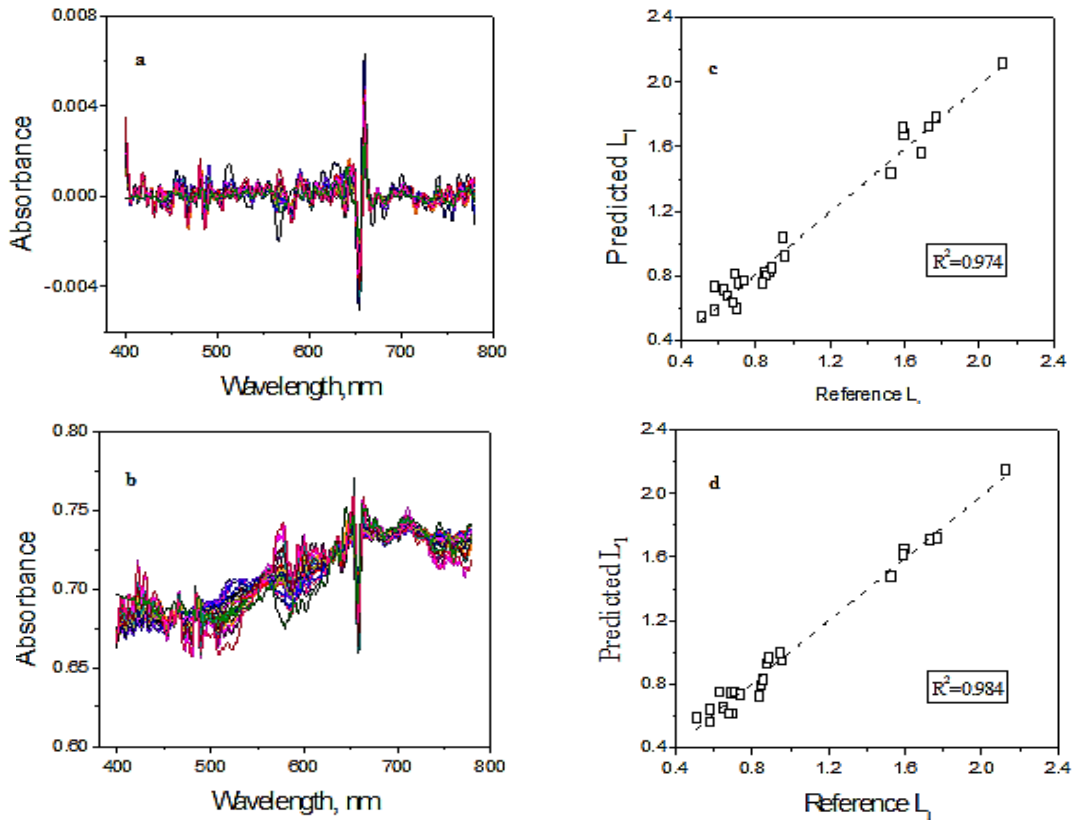 0.008
0.004
0.000
-0.004
Absorbance
a
400 500 600 700 800
Wavelength, nm
2.4
2.0
1.6
1.2
0.8
0.4
Predicted L_l
c
R²=0.974
0.4 0.8 1.2 1.6 2.0 2.4
Reference L
0.80
0.75
0.70
0.65
0.60
Absorbance
b
400 500 600 700 800
Wavelength, nm
2.4
2.0
1.6
1.2
0.8
0.4
Predicted L_l
d
R²=0.984
0.4 0.8 1.2 1.6 2.0 2.4
Reference L_l